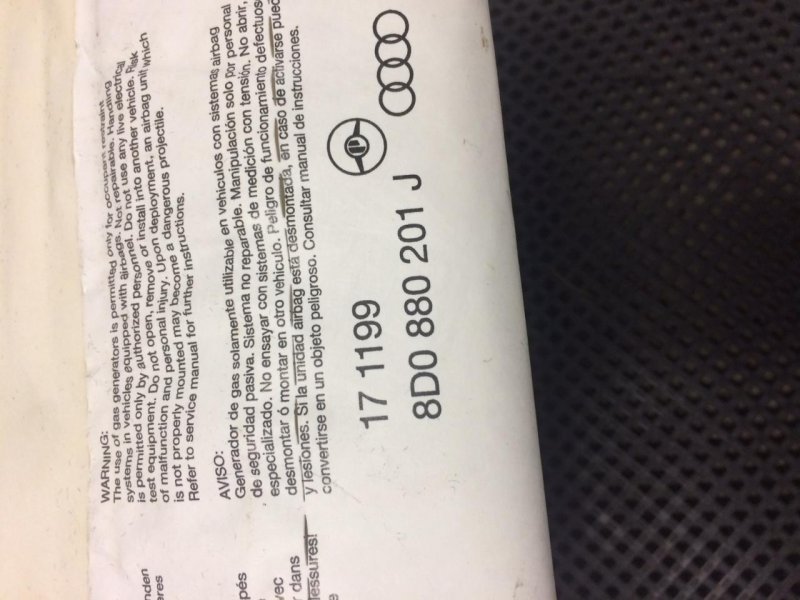 WARNING:
The use of gas generators is permitted only for occupant restraint
systems in vehicles equipped with airbags. Not repairable. Handling
is permitted only by authorized personnel. Do not use any live electrical
test equipment. Do not open, remove or install into another vehicle. Risk
of malfunction and personal injury. Upon deployment, an airbag unit which
is not properly mounted may become a dangerous projectile.
Refer to service manual for further instructions.
AVISO:
Generador de gas solamente utilizable en vehiculos con sistemas airbag
de seguridad pasiva. Sistema no reparable. Manipulación solo por personal
especializado. No ensayar con sistemas de medición con tensión. No abrir,
desmontar ó montar en otro vehiculo. Peligro de funcionamiento defectuoso
y lesiones. Si la unidad airbag está desmontada, en caso de activarse pued
convertirse en un objeto peligroso. Consultar manual de instrucciones.
17 1199
8D0 880 201 J
nden
eres
pés
vec
r dans
lessures!
e